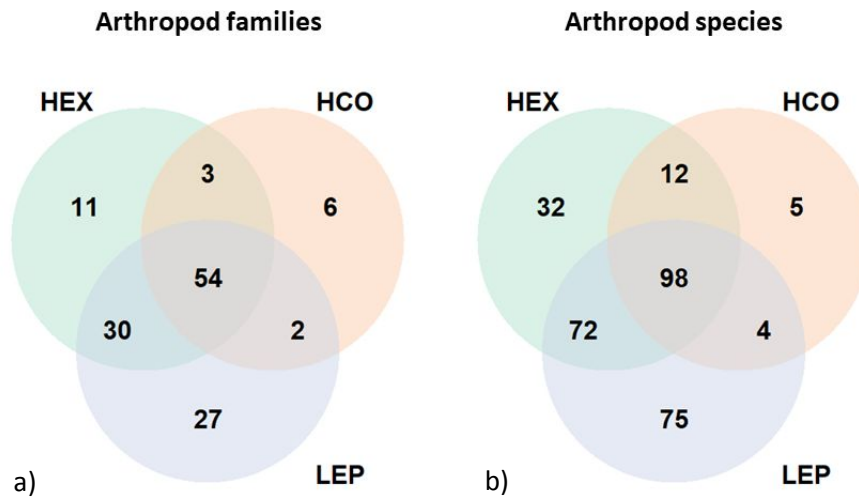 Arthropod families
HEX
HCO
3
11
6
54
30
2
27
LEP
a)
Arthropod species
HEX
HCO
12
32
5
98
72
4
75
LEP
b)